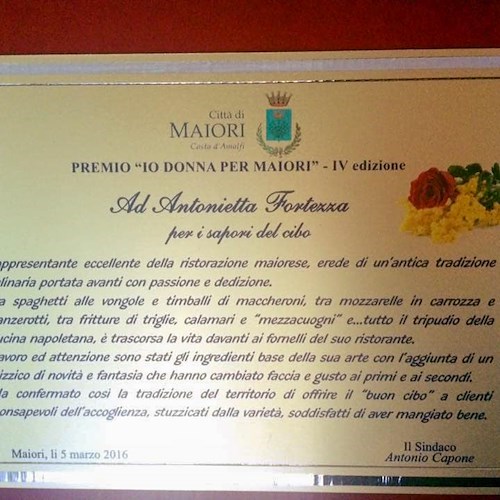 Città di
MAIORI
Costa d'Amalfi
PREMIO "IO DONNA PER MAIORI" - IV edizione
Ad Antonietta Fortezza
per i sapori del cibo
appresentante eccellente della ristorazione maiorese, erede di un'antica tradizione
linaria portata avanti con passione e dedizione.
a spaghetti alle vongole e timballi di maccheroni, tra mozzarelle in carrozza e
anzerotti, tra fritture di triglie, calamari e "mezzacuogni" e...tutto il tripudio della
ucina napoletana, è trascorsa la vita davanti ai fornelli del suo ristorante.
avoro ed attenzione sono stati gli ingredienti base della sua arte con l'aggiunta di un
izzico di novità e fantasia che hanno cambiato faccia e gusto ai primi e ai secondi.
a confermato così la tradizione del territorio di offrire il "buon cibo" a clienti
onsapevoli dell'accoglienza, stuzzicati dalla varietà, soddisfatti di aver mangiato bene.
Maiori, li 5 marzo 2016
Il Sindaco
Antonio Capone